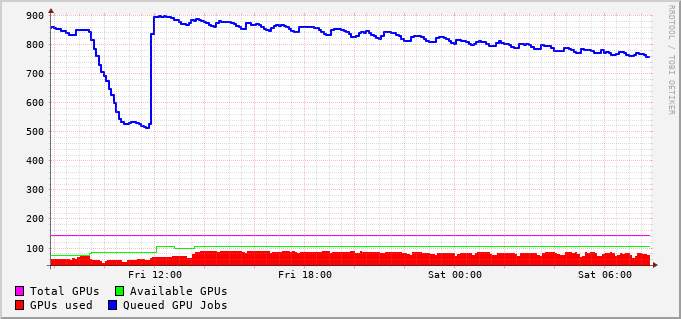 RRDTOOL / TOBI OETIKER
900
800
700
600
500
400
300
200
100
Fri 12:00 Fri 18:00 Sat 00:00 Sat 06:00
Total GPUs Available GPUs
GPUs used Queued GPU Jobs